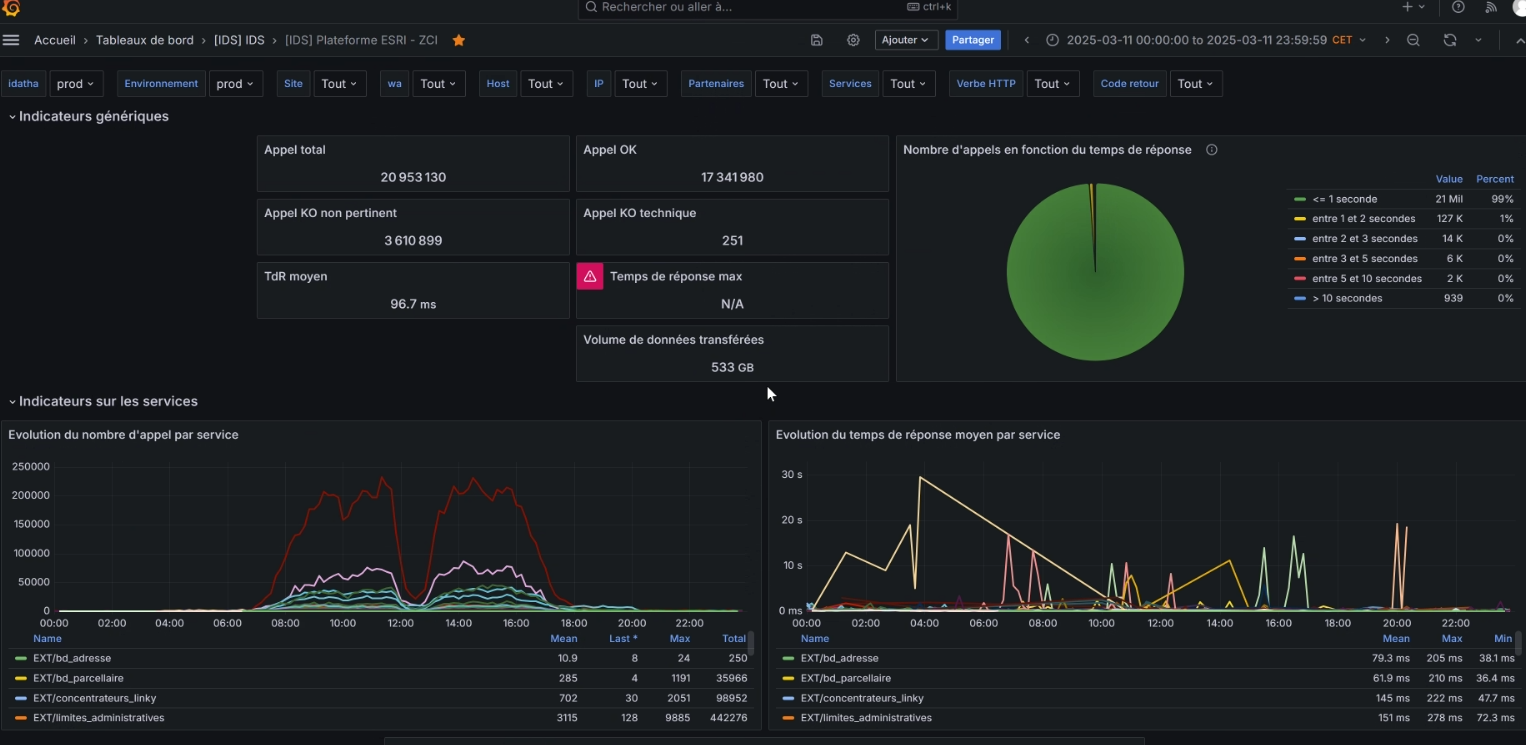 Rechercher ou aller à... ctrl+k
Accueil > Tableaux de bord > [IDS] IDS > [IDS] Plateforme ESRI - ZCI Ajouter Partager 2025-03-11 00:00:00 to 2025-03-11 23:59:59 CET
idatha prod Environnement prod Site Tout wa Tout Host Tout IP Tout Partenaires Tout Services Tout Verbe HTTP Tout Code retour Tout
Indicateurs génériques
Appel total
20 953 130
Appel OK
17 341 980
Appel KO non pertinent
3 610 899
Appel KO technique
251
TdR moyen
96.7 ms
Temps de réponse max
N/A
Volume de données transférées
533 GB
Nombre d'appels en fonction du temps de réponse
Value Percent
<= 1 seconde 21 Mil 99%
entre 1 et 2 secondes 127 K 1%
entre 2 et 3 secondes 14 K 0%
entre 3 et 5 secondes 6 K 0%
entre 5 et 10 secondes 2 K 0%
> 10 secondes 939 0%
Indicateurs sur les services
Evolution du nombre d'appel par service
250000
200000
150000
100000
50000
0
00:00 02:00 04:00 06:00 08:00 10:00 12:00 14:00 16:00 18:00 20:00 22:00
Name Mean Last * Max Total
EXT/bd_adresse 10.9 8 24 250
EXT/bd_parcellaire 285 4 1191 35966
EXT/concentrateurs_linky 702 30 2051 98952
EXT/limites_administratives 3115 128 9885 442276
Evolution du temps de réponse moyen par service
30 s
20 s
10 s
0 ms
00:00 02:00 04:00 06:00 08:00 10:00 12:00 14:00 16:00 18:00 20:00 22:00
Name Mean Max Min
EXT/bd_adresse 79.3 ms 205 ms 38.1 ms
EXT/bd_parcellaire 61.9 ms 210 ms 36.4 ms
EXT/concentrateurs_linky 145 ms 222 ms 47.7 ms
EXT/limites_administratives 151 ms 278 ms 72.3 ms